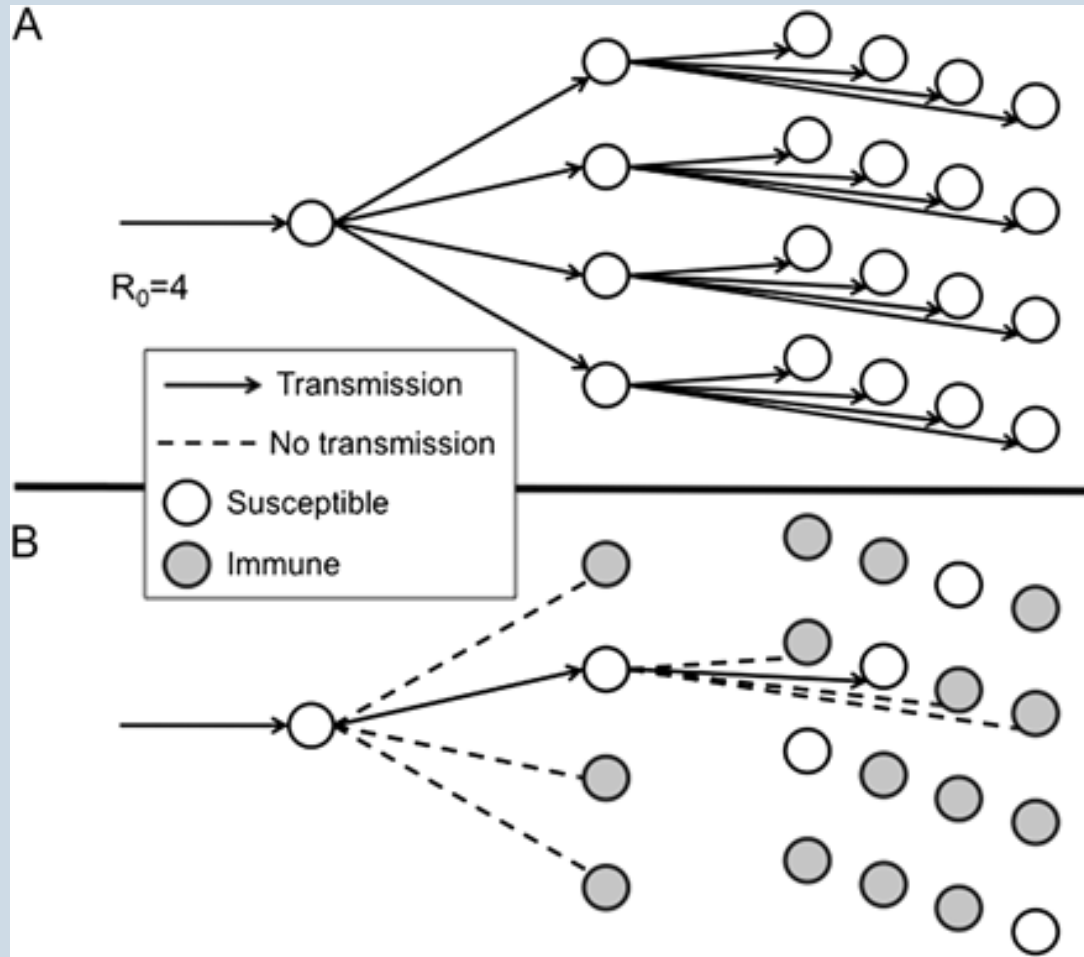 A
R₀=4
Transmission
No transmission
Susceptible
Immune
B